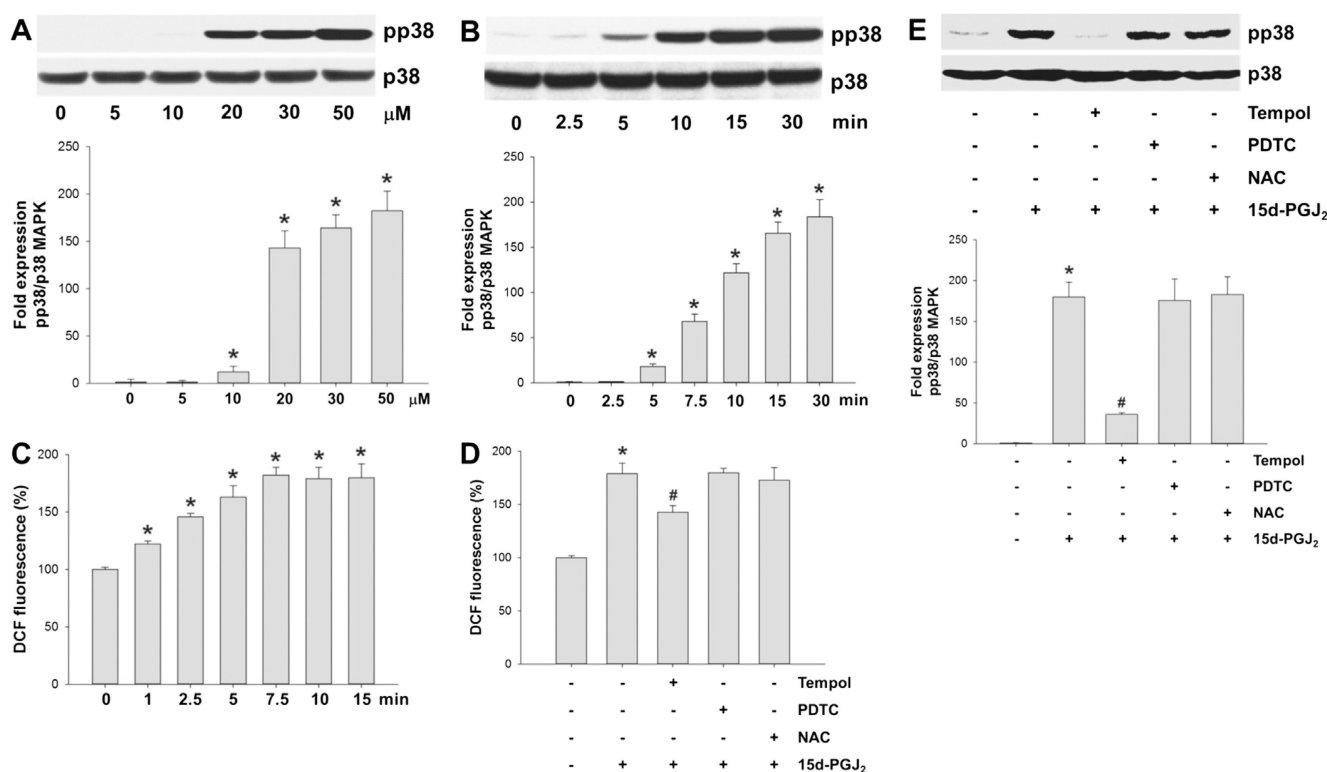 A
pp38
p38
0 5 10 20 30 50 μM
Fold expression
pp38/p38 MAPK
250
200
150
100
50
0
* * * *
0 5 10 20 30 50 μM
B
pp38
p38
0 2.5 5 10 15 30 min
Fold expression
pp38/p38 MAPK
250
200
150
100
50
0
* * * * *
0 2.5 5 7.5 10 15 30 min
C
DCF fluorescence (%)
200
150
100
50
0
* * * * * *
0 1 2.5 5 7.5 10 15 min
D
DCF fluorescence (%)
200
150
100
50
0
* #
- - + - - Tempol
- - - + - PDTC
- - - - + NAC
- + + + + 15d-PGJ₂
E
pp38
p38
- - + - - Tempol
- - - + - PDTC
- - - - + NAC
- + + + + 15d-PGJ₂
Fold expression
pp38/p38 MAPK
250
200
150
100
50
0
* #
- - + - - Tempol
- - - + - PDTC
- - - - + NAC
- + + + + 15d-PGJ₂